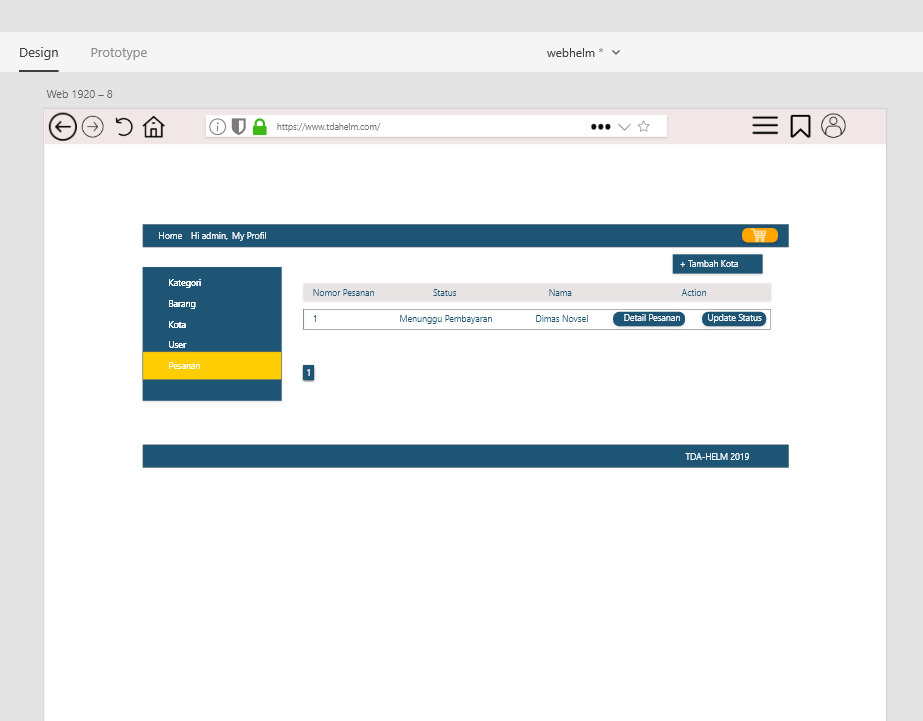 Design Prototype webhelm *
Web 1920 – 8
https://www.tdahelm.com/
Home Hi admin, My Profil
+ Tambah Kota
Kategori
Barang
Kota
User
Pesanan
Nomor Pesanan Status Nama Action
1 Menunggu Pembayaran Dimas Novsel Detail Pesanan Update Status
1
TDA-HELM 2019